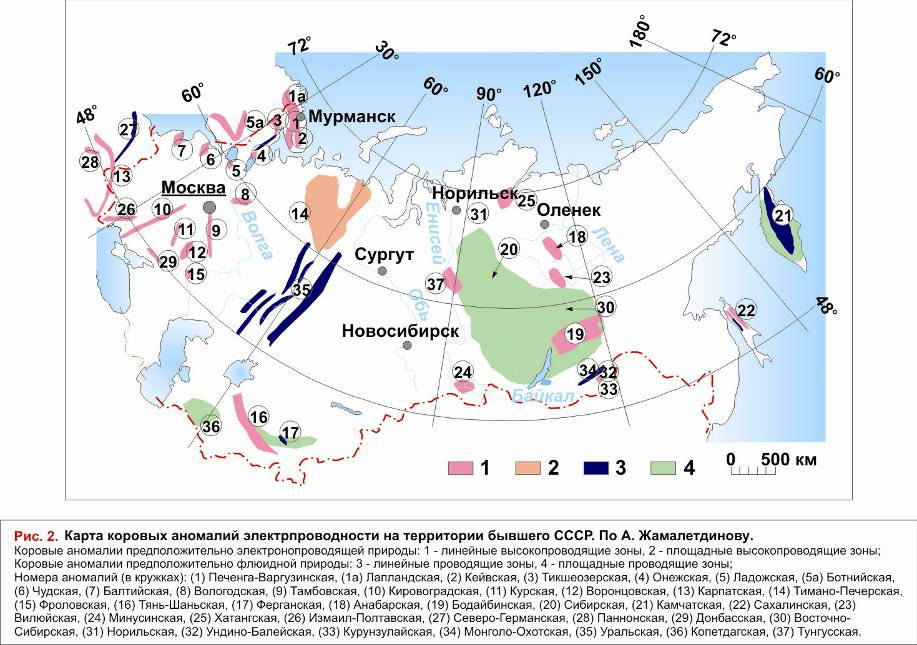 180°
72°
72°
30°
60°
60°
60°
90°
120°
150°
48°
48°
1а
Мурманск
5а
3
1
2
27
7
6
4
5
28
13
Москва
8
26
10
14
Норильск
25
31
Оленек
21
Волга
Енисей
Лена
11
9
12
20
18
29
15
Сургут
23
35
37
Обь
30
22
Новосибирск
19
24
34
32
33
Байкал
36
16
17
1 2 3 4
0 500 км
Рис. 2. Карта коровых аномалий электрпроводности на территории бывшего СССР. По А. Жамалетдинову.
Коровые аномалии предположительно электронопроводящей природы: 1 - линейные высокопроводящие зоны, 2 - площадные высокопроводящие зоны;
Коровые аномалии предположительно флюидной природы: 3 - линейные проводящие зоны, 4 - площадные проводящие зоны;
Номера аномалий (в кружках): (1) Печенга-Варгузинская, (1а) Лапландская, (2) Кейвская, (3) Тикшеозерская, (4) Онежская, (5) Ладожская, (5а) Ботнийская,
(6) Чудская, (7) Балтийская, (8) Вологодская, (9) Тамбовская, (10) Кировоградская, (11) Курская, (12) Воронцовская, (13) Карпатская, (14) Тимано-Печерская,
(15) Фроловская, (16) Тянь-Шаньская, (17) Ферганская, (18) Анабарская, (19) Бодайбинская, (20) Сибирская, (21) Камчатская, (22) Сахалинская, (23)
Вилюйская, (24) Минусинская, (25) Хатангская, (26) Измаил-Полтавская, (27) Северо-Германская, (28) Паннонская, (29) Донбасская, (30) Восточно-
Сибирская, (31) Норильская, (32) Ундино-Балейская, (33) Курунзулайская, (34) Монголо-Охотская, (35) Уральская, (36) Копетдагская, (37) Тунгусская.